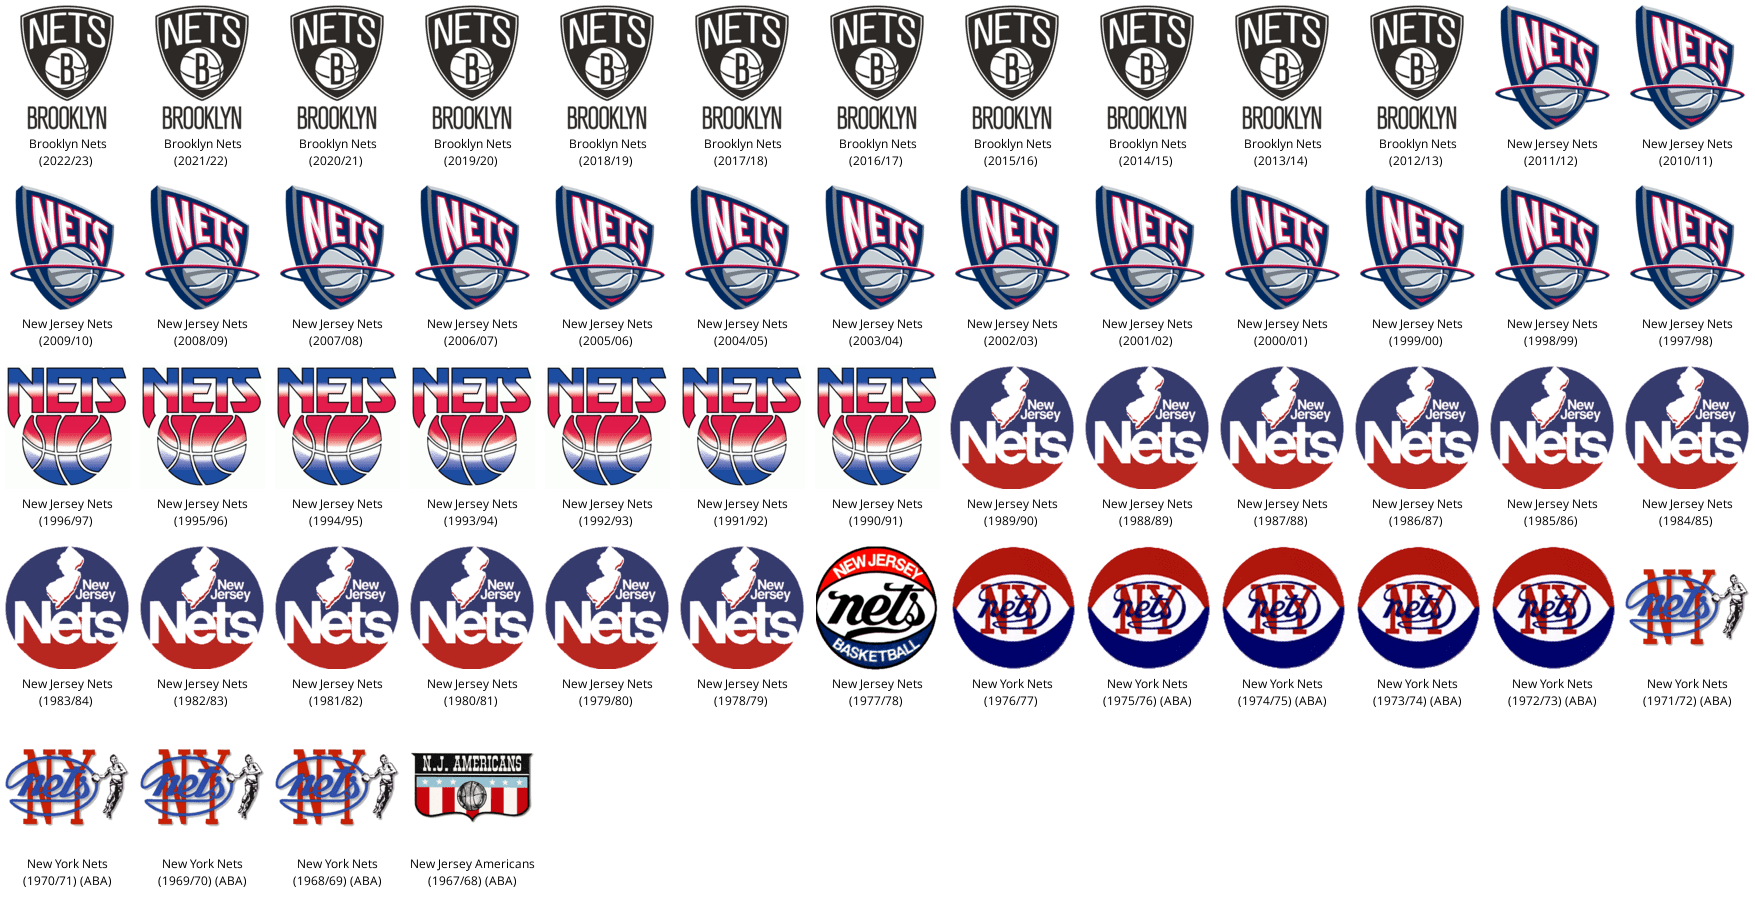 NETS
B
BROOKLYN
Brooklyn Nets
(2022/23)
NETS
B
BROOKLYN
Brooklyn Nets
(2021/22)
NETS
B
BROOKLYN
Brooklyn Nets
(2020/21)
NETS
B
BROOKLYN
Brooklyn Nets
(2019/20)
NETS
B
BROOKLYN
Brooklyn Nets
(2018/19)
NETS
B
BROOKLYN
Brooklyn Nets
(2017/18)
NETS
B
BROOKLYN
Brooklyn Nets
(2016/17)
NETS
B
BROOKLYN
Brooklyn Nets
(2015/16)
NETS
B
BROOKLYN
Brooklyn Nets
(2014/15)
NETS
B
BROOKLYN
Brooklyn Nets
(2013/14)
NETS
B
BROOKLYN
Brooklyn Nets
(2012/13)
NETS
New Jersey Nets
(2011/12)
NETS
New Jersey Nets
(2010/11)
NETS
New Jersey Nets
(2009/10)
NETS
New Jersey Nets
(2008/09)
NETS
New Jersey Nets
(2007/08)
NETS
New Jersey Nets
(2006/07)
NETS
New Jersey Nets
(2005/06)
NETS
New Jersey Nets
(2004/05)
NETS
New Jersey Nets
(2003/04)
NETS
New Jersey Nets
(2002/03)
NETS
New Jersey Nets
(2001/02)
NETS
New Jersey Nets
(2000/01)
NETS
New Jersey Nets
(1999/00)
NETS
New Jersey Nets
(1998/99)
NETS
New Jersey Nets
(1997/98)
NETS
New Jersey Nets
(1996/97)
NETS
New Jersey Nets
(1995/96)
NETS
New Jersey Nets
(1994/95)
NETS
New Jersey Nets
(1993/94)
NETS
New Jersey Nets
(1992/93)
NETS
New Jersey Nets
(1991/92)
NETS
New Jersey Nets
(1990/91)
New
Jersey
Nets
New Jersey Nets
(1989/90)
New
Jersey
Nets
New Jersey Nets
(1988/89)
New
Jersey
Nets
New Jersey Nets
(1987/88)
New
Jersey
Nets
New Jersey Nets
(1986/87)
New
Jersey
Nets
New Jersey Nets
(1985/86)
New
Jersey
Nets
New Jersey Nets
(1984/85)
New
Jersey
Nets
New Jersey Nets
(1983/84)
New
Jersey
Nets
New Jersey Nets
(1982/83)
New
Jersey
Nets
New Jersey Nets
(1981/82)
New
Jersey
Nets
New Jersey Nets
(1980/81)
New
Jersey
Nets
New Jersey Nets
(1979/80)
New
Jersey
Nets
New Jersey Nets
(1978/79)
NEW JERSEY
nets
BASKETBALL
New Jersey Nets
(1977/78)
NY
nets
New York Nets
(1976/77)
NY
nets
New York Nets
(1975/76) (ABA)
NY
nets
New York Nets
(1974/75) (ABA)
NY
nets
New York Nets
(1973/74) (ABA)
NY
nets
New York Nets
(1972/73) (ABA)
NY
nets
New York Nets
(1971/72) (ABA)
NY
nets
New York Nets
(1970/71) (ABA)
NY
nets
New York Nets
(1969/70) (ABA)
NY
nets
New York Nets
(1968/69) (ABA)
N.J. AMERICANS
New Jersey Americans
(1967/68) (ABA)